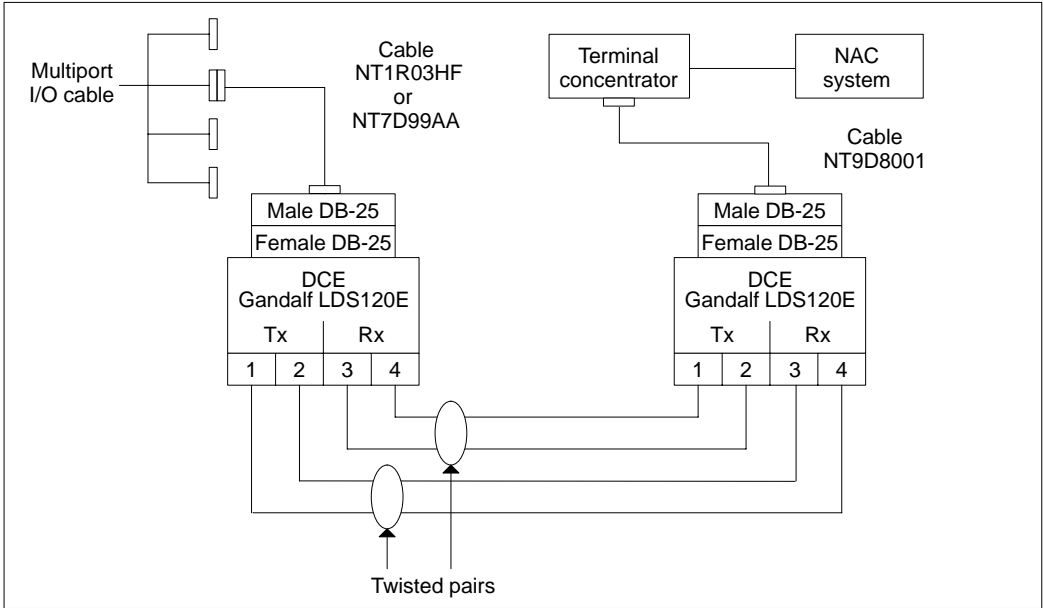 Multiport
I/O cable
Cable
NT1R03HF
or
NT7D99AA
Terminal
concentrator
NAC
system
Cable
NT9D8001
Male DB-25
Female DB-25
DCE
Gandalf LDS120E
Tx Rx
1 2 3 4
Male DB-25
Female DB-25
DCE
Gandalf LDS120E
Tx Rx
1 2 3 4
Twisted pairs